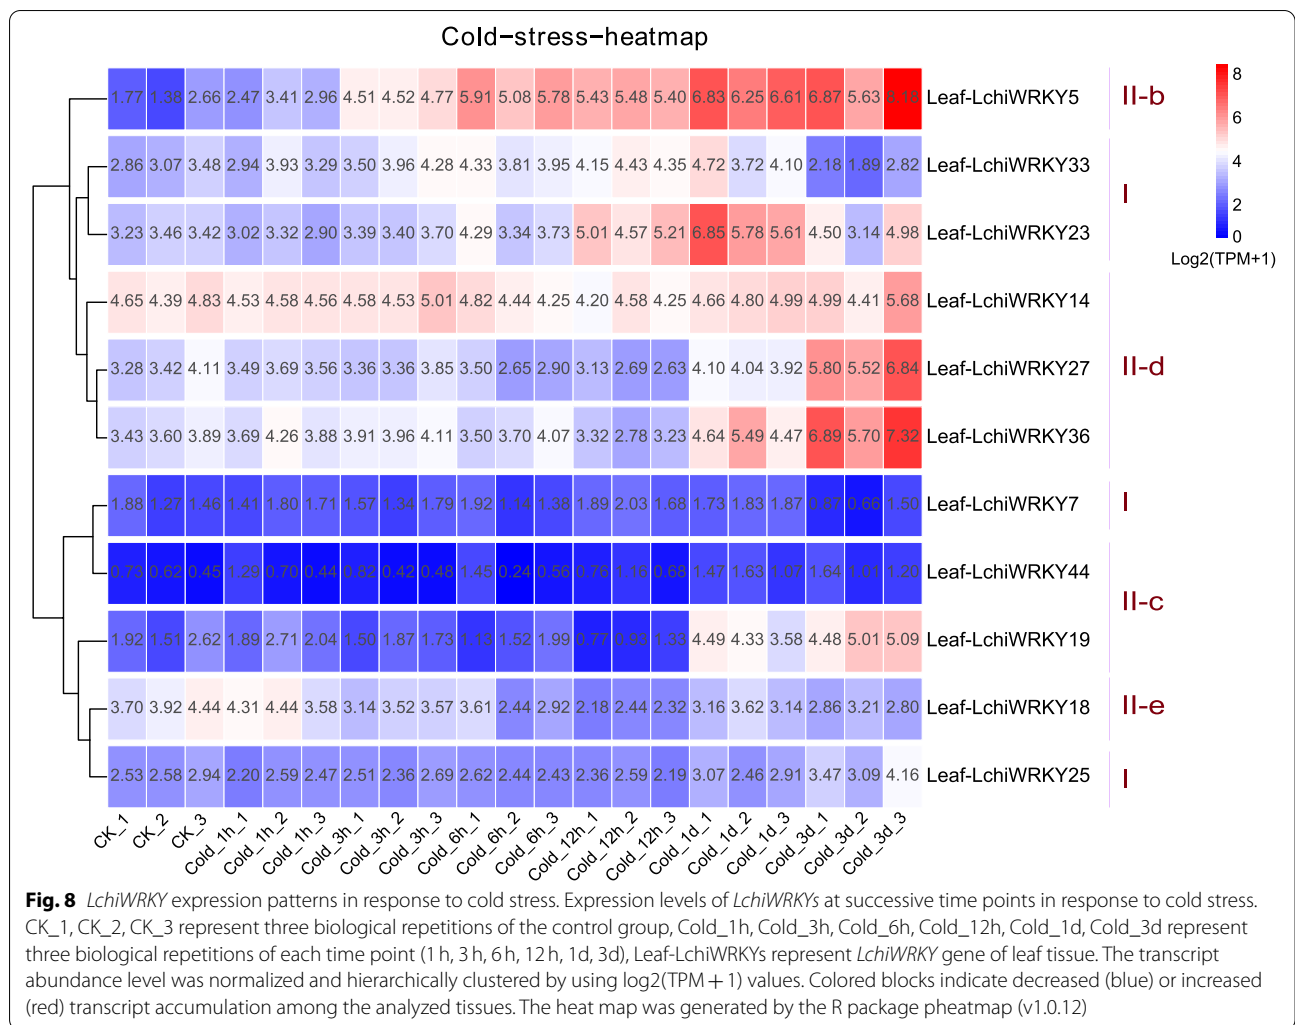 Cold−stress−heatmap
1.77 1.38 2.66 2.47 3.41 2.96 4.51 4.52 4.77 5.91 5.08 5.78 5.43 5.48 5.40 6.83 6.25 6.61 6.87 5.63 Leaf-LchiWRKY5 II-b
2.86 3.07 3.48 2.94 3.93 3.29 3.50 3.96 4.28 4.33 3.81 3.95 4.15 4.43 4.35 4.72 3.72 4.10 2.18 1.89 2.82 Leaf-LchiWRKY33
I
3.23 3.46 3.42 3.02 3.32 2.90 3.39 3.40 3.70 4.29 3.34 3.73 5.01 4.57 5.21 6.85 5.78 5.61 4.50 3.14 4.98 Leaf-LchiWRKY23
4.65 4.39 4.83 4.53 4.58 4.56 4.58 4.53 5.01 4.82 4.44 4.25 4.20 4.58 4.25 4.66 4.80 4.99 4.99 4.41 5.68 Leaf-LchiWRKY14
3.28 3.42 4.11 3.49 3.69 3.56 3.36 3.36 3.85 3.50 2.65 2.90 3.13 2.69 2.63 4.10 4.04 3.92 5.80 5.52 6.84 Leaf-LchiWRKY27 II-d
3.43 3.60 3.89 3.69 4.26 3.88 3.91 3.96 4.11 3.50 3.70 4.07 3.32 2.78 3.23 4.64 5.49 4.47 6.89 5.70 7.32 Leaf-LchiWRKY36
1.88 1.27 1.46 1.41 1.80 1.71 1.57 1.34 1.79 1.92 1.14 1.38 1.89 2.03 1.68 1.73 1.83 1.87 0.87 0.66 1.50 Leaf-LchiWRKY7 I
0.73 0.62 0.45 1.29 0.70 0.44 0.82 0.42 0.48 1.45 0.24 0.56 0.76 1.16 0.68 1.47 1.63 1.07 1.64 1.01 1.20 Leaf-LchiWRKY44
II-c
1.92 1.51 2.62 1.89 2.71 2.04 1.50 1.87 1.73 1.52 1.99 0.77 1.33 4.49 4.33 3.58 4.48 5.01 5.09 Leaf-LchiWRKY19
3.70 3.92 4.44 4.31 4.44 3.58 3.14 3.52 3.57 3.61 2.44 2.92 2.18 2.44 2.32 3.16 3.62 3.14 2.86 3.21 2.80 Leaf-LchiWRKY18 II-e
2.53 2.58 2.94 2.20 2.59 2.47 2.51 2.36 2.69 2.62 2.44 2.43 2.36 2.59 2.19 3.07 2.46 2.91 3.47 3.09 4.16 Leaf-LchiWRKY25 I
CK_1 CK_2 CK_3 Cold_1h_1 Cold_1h_2 Cold_1h_3 Cold_3h_1 Cold_3h_2 Cold_3h_3 Cold_6h_1 Cold_6h_2 Cold_6h_3 Cold_12h_1 Cold_12h_2 Cold_12h_3 Cold_1d_1 Cold_1d_2 Cold_1d_3 Cold_3d_1 Cold_3d_2 Cold_3d_3
8
6
4
2
0
Log2(TPM+1)
Fig. 8 LchiWRKY expression patterns in response to cold stress. Expression levels of LchiWRKYs at successive time points in response to cold stress.
CK_1, CK_2, CK_3 represent three biological repetitions of the control group, Cold_1h, Cold_3h, Cold_6h, Cold_12h, Cold_1d, Cold_3d represent
three biological repetitions of each time point (1 h, 3 h, 6 h, 12 h, 1d, 3d), Leaf-LchiWRKYs represent LchiWRKY gene of leaf tissue. The transcript
abundance level was normalized and hierarchically clustered by using log2(TPM + 1) values. Colored blocks indicate decreased (blue) or increased
(red) transcript accumulation among the analyzed tissues. The heat map was generated by the R package pheatmap (v1.0.12)